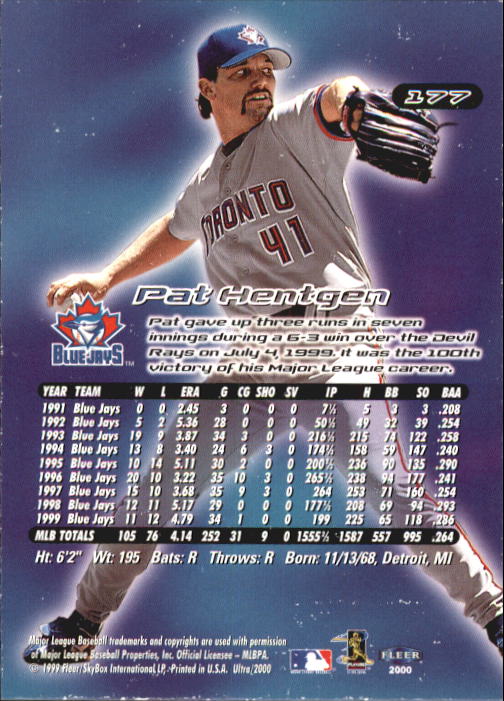 177
TORONTO
41
Pat Hentgen
BLUE JAYS TM
Pat gave up three runs in seven
innings during a 6-3 win over the Devil
Rays on July 4, 1999. It was the 100th
victory of his Major League career.
YEAR TEAM W L ERA G CG SHO SV IP H BB SO BAA
1991 Blue Jays 0 0 2.45 3 0 0 0 7⅓ 5 3 3 .208
1992 Blue Jays 5 2 5.36 28 0 0 0 50⅓ 49 32 39 .254
1993 Blue Jays 19 9 3.87 34 3 0 0 216⅓ 215 74 122 .258
1994 Blue Jays 13 8 3.40 24 6 3 0 174⅓ 158 59 147 .240
1995 Blue Jays 10 14 5.11 30 2 0 0 200⅔ 236 90 135 .290
1996 Blue Jays 20 10 3.22 35 10 3 0 265⅔ 238 94 177 .241
1997 Blue Jays 15 10 3.68 35 9 3 0 264 253 71 160 .254
1998 Blue Jays 12 11 5.17 29 0 0 0 177⅔ 208 69 94 .293
1999 Blue Jays 11 12 4.79 34 1 0 0 199 225 65 118 .286
MLB TOTALS 105 76 4.14 252 31 9 0 1555⅓ 1587 557 995 .264
Ht: 6'2" Wt: 195 Bats: R Throws: R Born: 11/13/68, Detroit, MI
Major League Baseball trademarks and copyrights are used with permission
of Major League Baseball Properties, Inc. Official Licensee – MLBPA.
© 1999 Fleer/SkyBox International LP, Printed in U.S.A. Ultra/2000
FLEER
2000